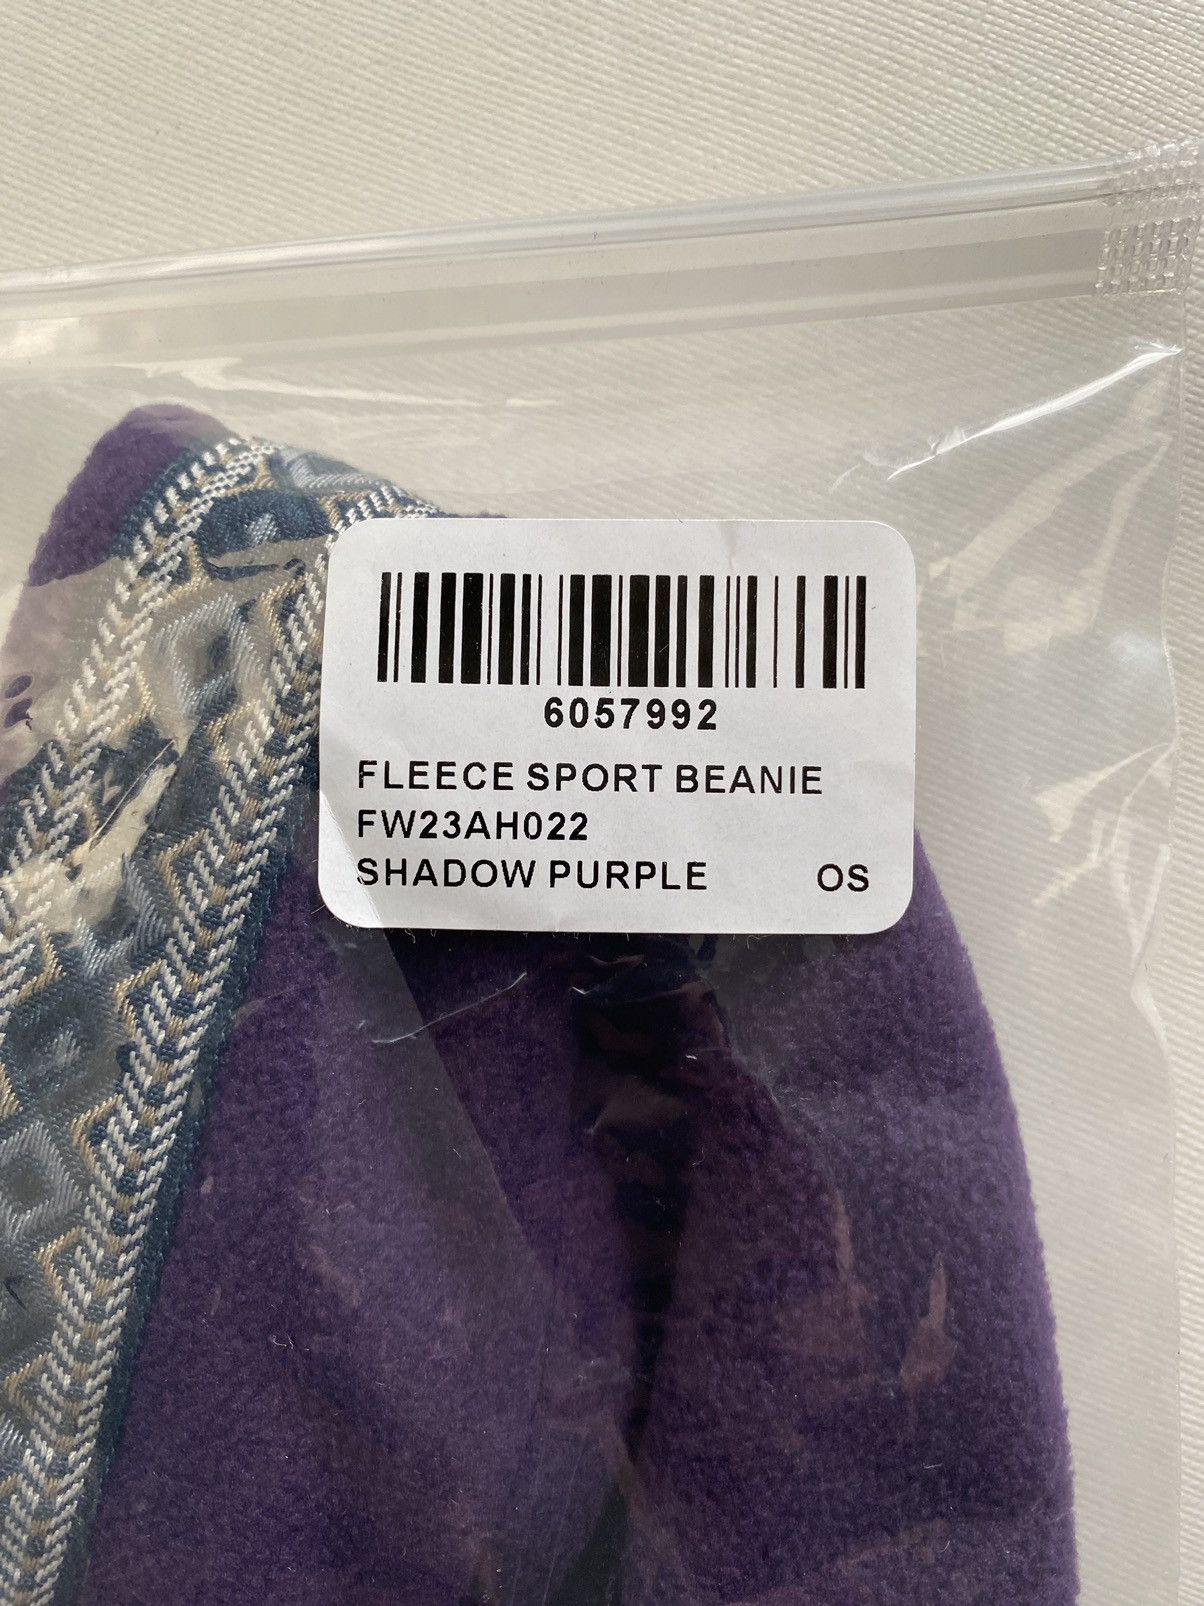 6057992
FLEECE SPORT BEANIE
FW23AH022
SHADOW PURPLE OS